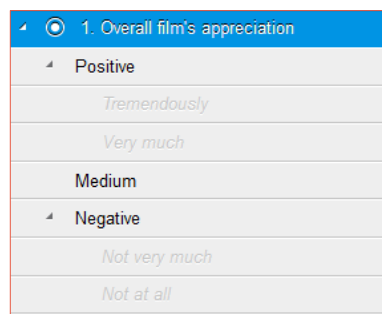 1. Overall film's appreciation
Positive
Tremendously
Very much
Medium
Negative
Not very much
Not at all